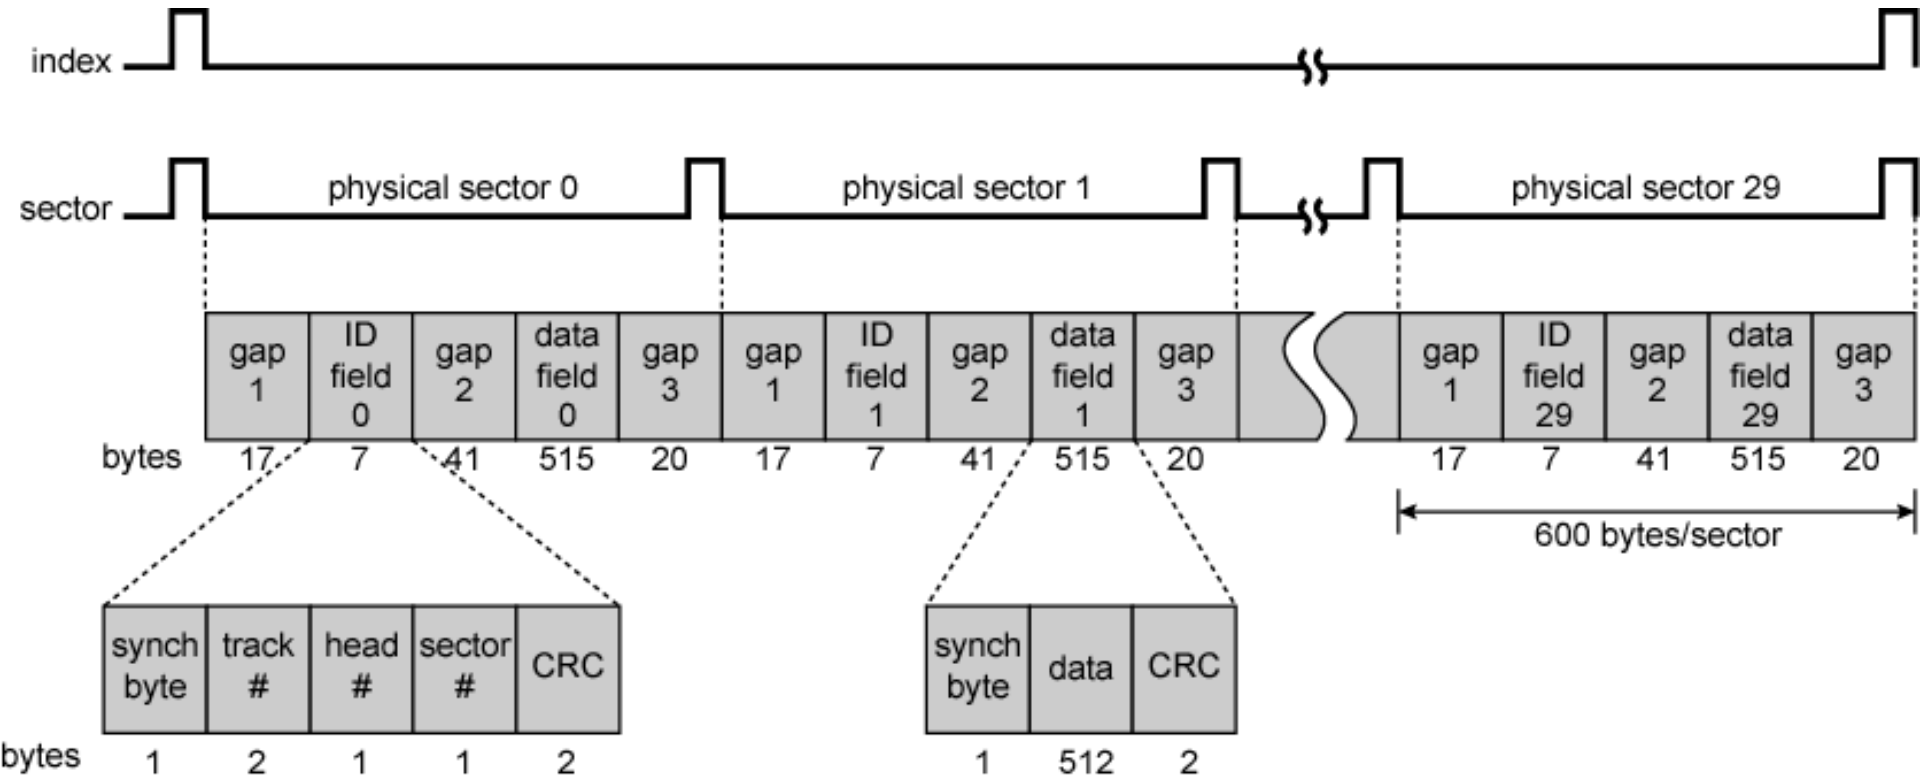 index
sector
physical sector 0
physical sector 1
physical sector 29
gap
1
ID
field
0
gap
2
data
field
0
gap
3
gap
1
ID
field
1
gap
2
data
field
1
gap
3
gap
1
ID
field
29
gap
2
data
field
29
gap
3
bytes 17 7 41 515 20 17 7 41 515 20 17 7 41 515 20
600 bytes/sector
synch
byte
track
#
head
#
sector
#
CRC
synch
byte
data
CRC
bytes 1 2 1 1 2 1 512 2